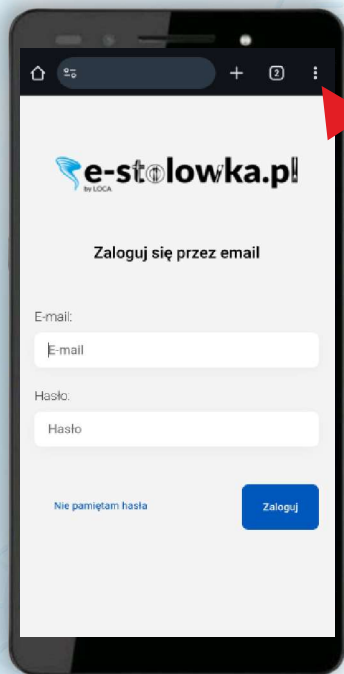 2
e-stolowka.pl
by LOCA
Zaloguj się przez email
E-mail:
E-mail
Hasło:
Hasło
Nie pamiętam hasła
Zaloguj